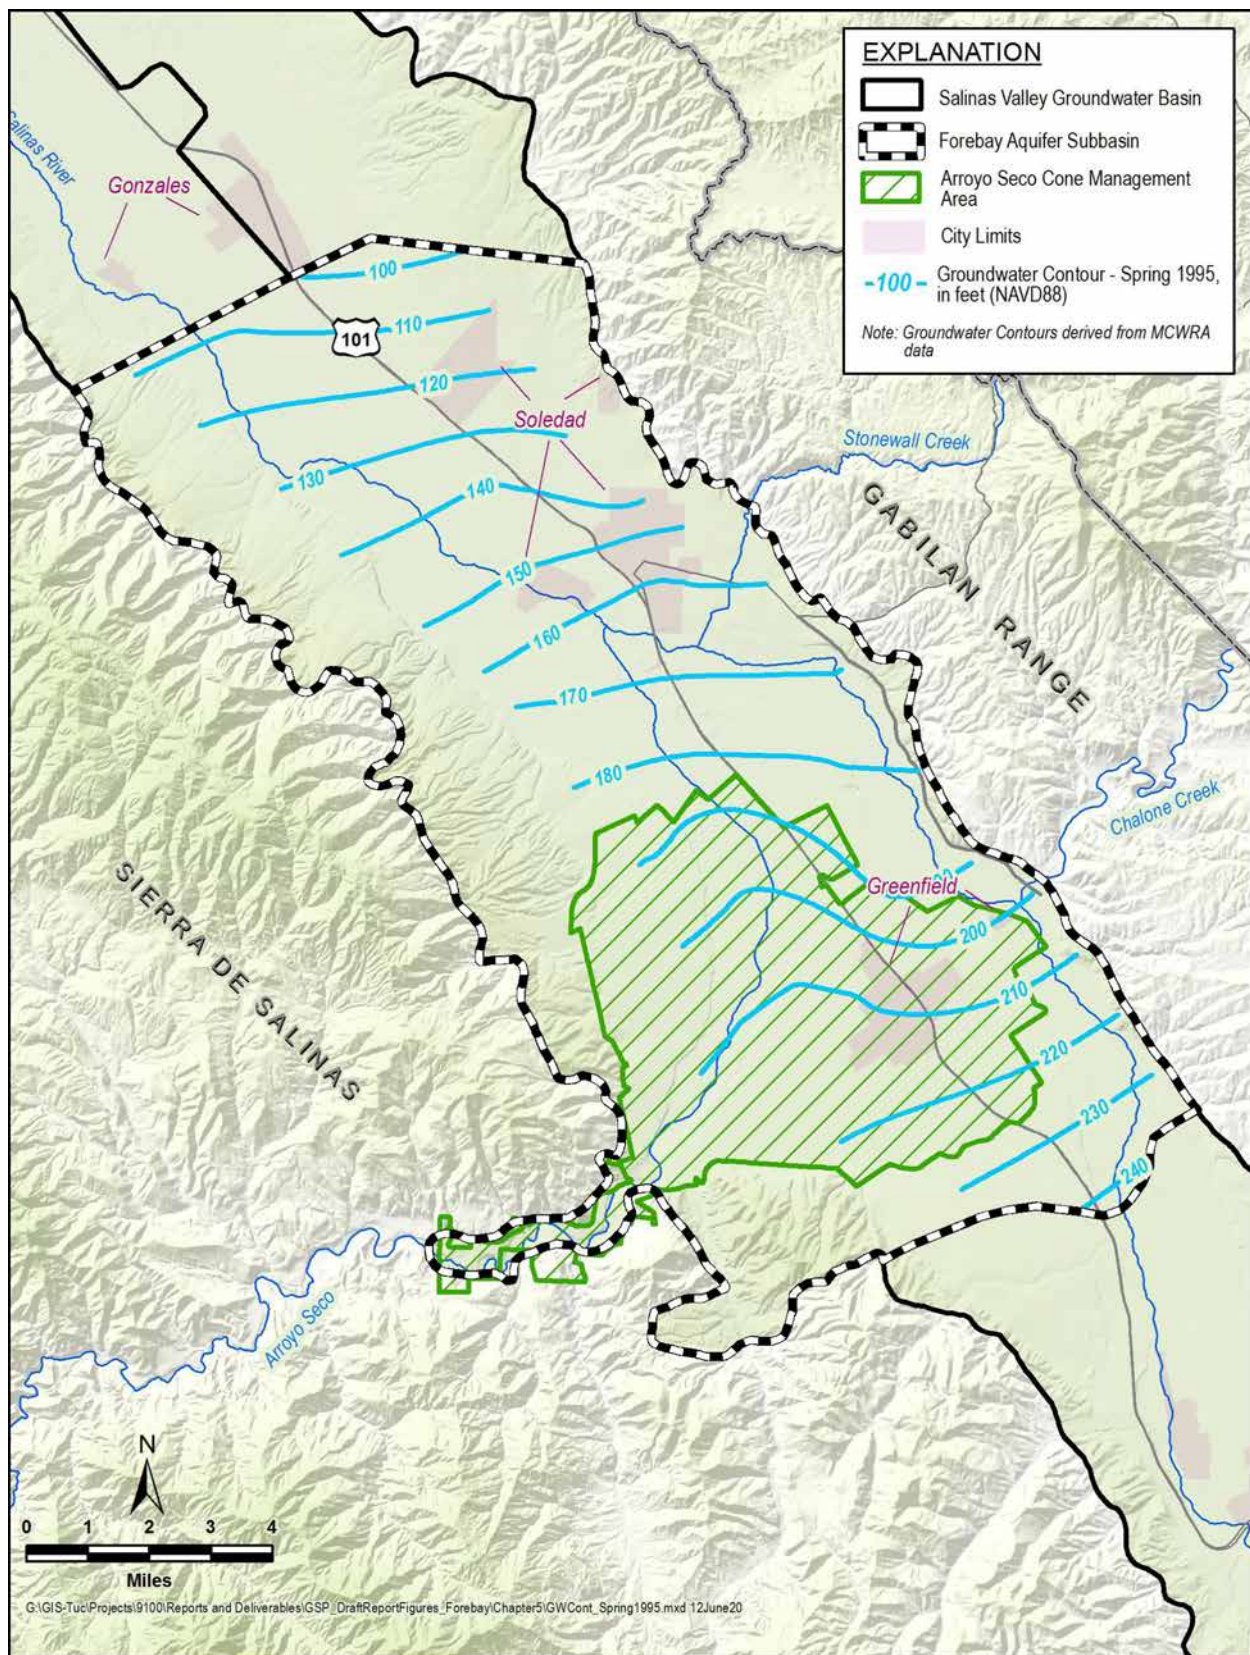 EXPLANATION
Salinas Valley Groundwater Basin
Forebay Aquifer Subbasin
Arroyo Seco Cone Management
Area
City Limits
-100- Groundwater Contour - Spring 1995,
in feet (NAVD88)
Note: Groundwater Contours derived from MCWRA
data
Salinas River
Gonzales
100
110
101
120
Soledad
130
140
Stonewall Creek
GABILAN RANGE
150
160
170
180
Chalone Creek
Greenfield
200
SIERRA DE SALINAS
210
220
230
240
Arroyo Seco
N
0 1 2 3 4
Miles
G:\GIS-Tuc\Projects\9100\Reports and Deliverables\GSP_DraftReportFigures_Forebay\Chapter5\GWCont_Spring1995.mxd 12June20